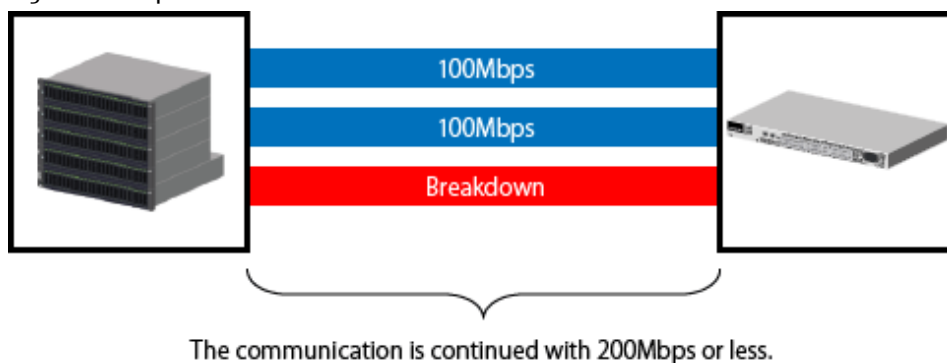 100Mbps
100Mbps
Breakdown
The communication is continued with 200Mbps or less.